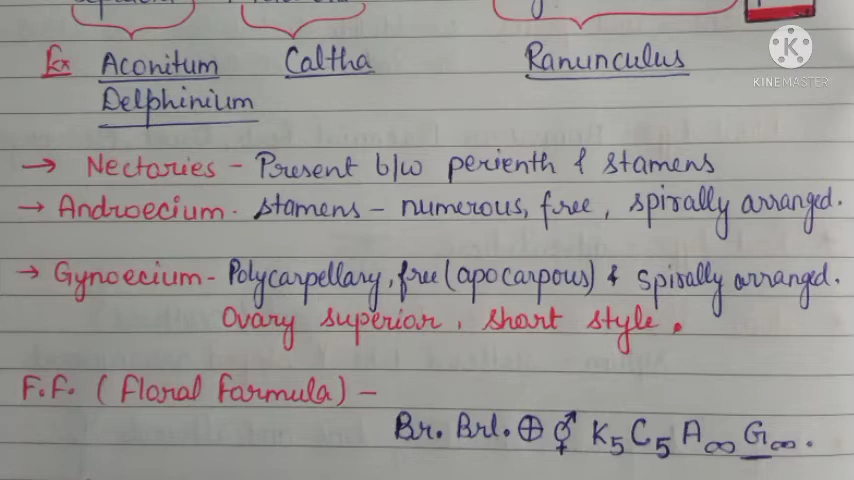 Ex Aconitum Caltha Ranunculus
Delphinium
KINEMASTER
→ Nectaries - Present b/w perienth & stamens
→ Androecium - stamens - numerous, free, spirally arranged.
→ Gynoecium - Polycarpellary, free (apocarpous) & spirally arranged.
Ovary superior, short style.
F.F. (Floral Formula) -
Br. Brl. ⊕ ⚥ K₅ C₅ A∞ G∞.